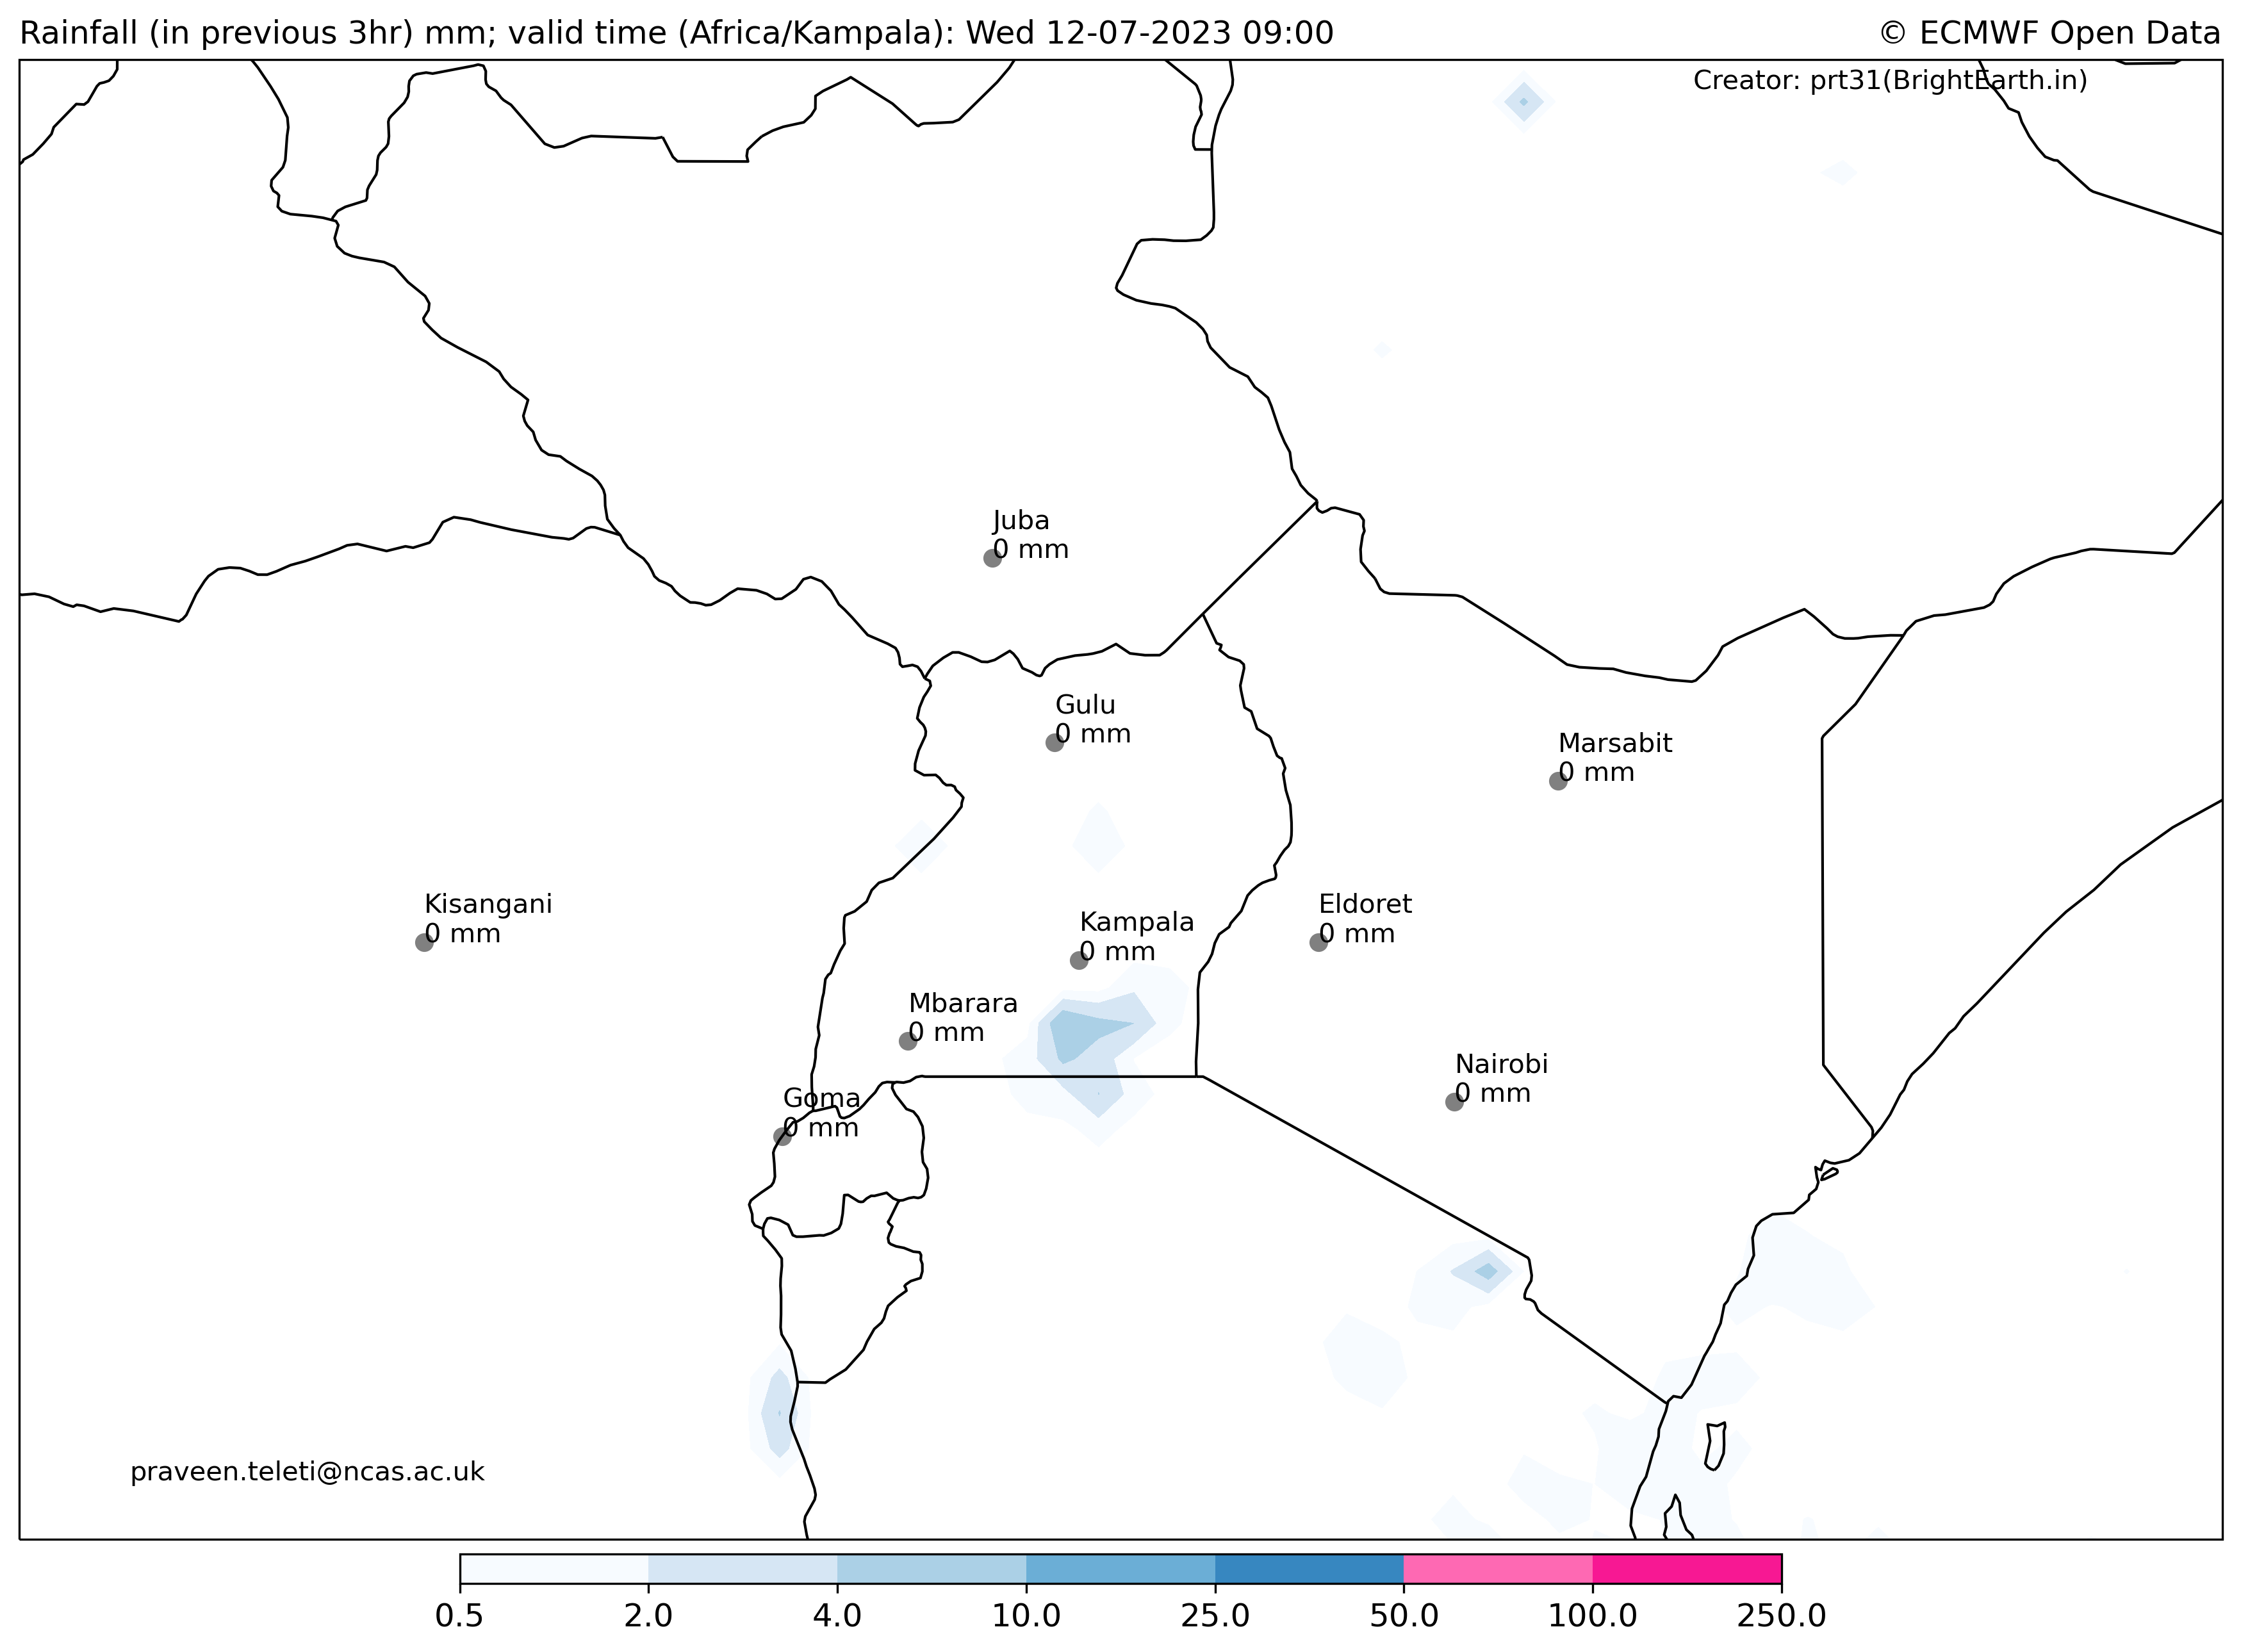 Rainfall (in previous 3hr) mm; valid time (Africa/Kampala): Wed 12-07-2023 09:00
© ECMWF Open Data
Creator: prt31(BrightEarth.in)
Juba
0 mm
Gulu
0 mm
Marsabit
0 mm
Kisangani
0 mm
Kampala
0 mm
Eldoret
0 mm
Mbarara
0 mm
Nairobi
0 mm
Goma
0 mm
praveen.teleti@ncas.ac.uk
0.5 2.0 4.0 10.0 25.0 50.0 100.0 250.0